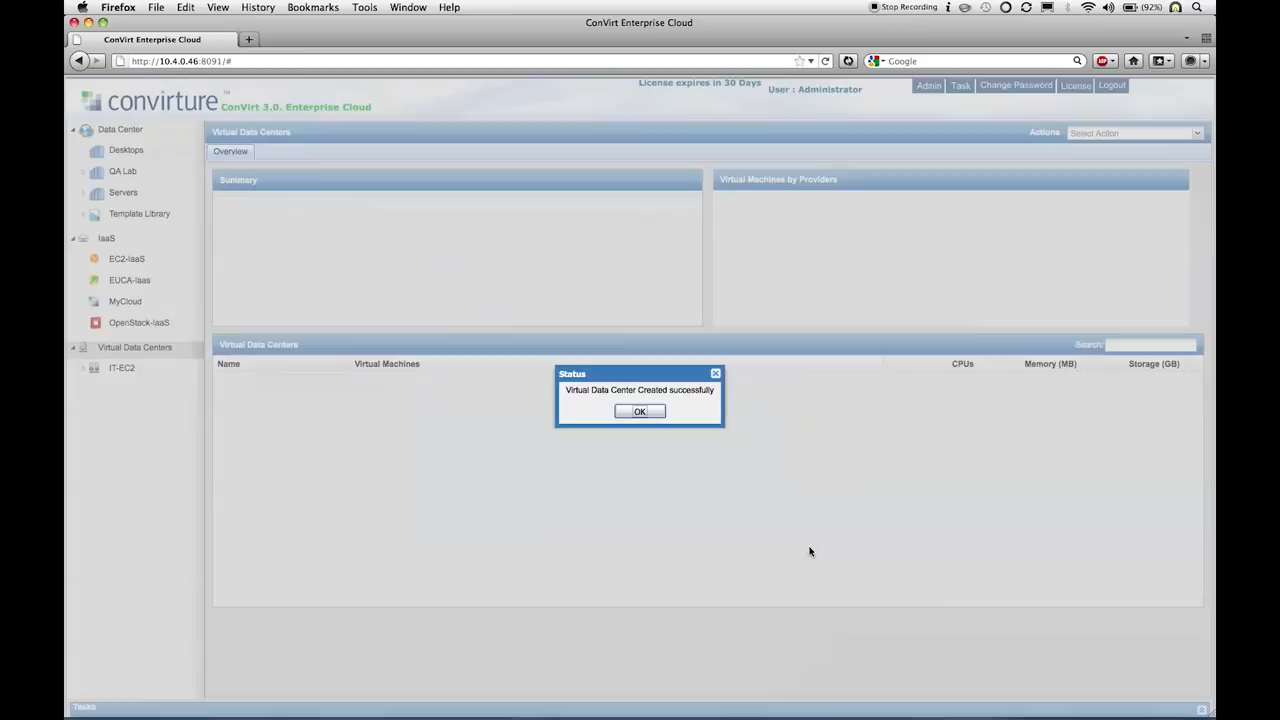 Firefox File Edit View History Bookmarks Tools Window Help Stop Recording (92%)
ConVirt Enterprise Cloud
ConVirt Enterprise Cloud
http://10.4.0.46:8091/# Google
License expires in 30 Days
User : Administrator
Admin Task Change Password License Logout
convirture™ ConVirt 3.0. Enterprise Cloud
Data Center
Desktops
QA Lab
Servers
Template Library
IaaS
EC2-IaaS
EUCA-Iaas
MyCloud
OpenStack-IaaS
Virtual Data Centers
IT-EC2
Virtual Data Centers Actions Select Action
Overview
Summary Virtual Machines by Providers
Virtual Data Centers Search:
Name Virtual Machines CPUs Memory (MB) Storage (GB)
Status
Virtual Data Center Created successfully
OK
Tasks